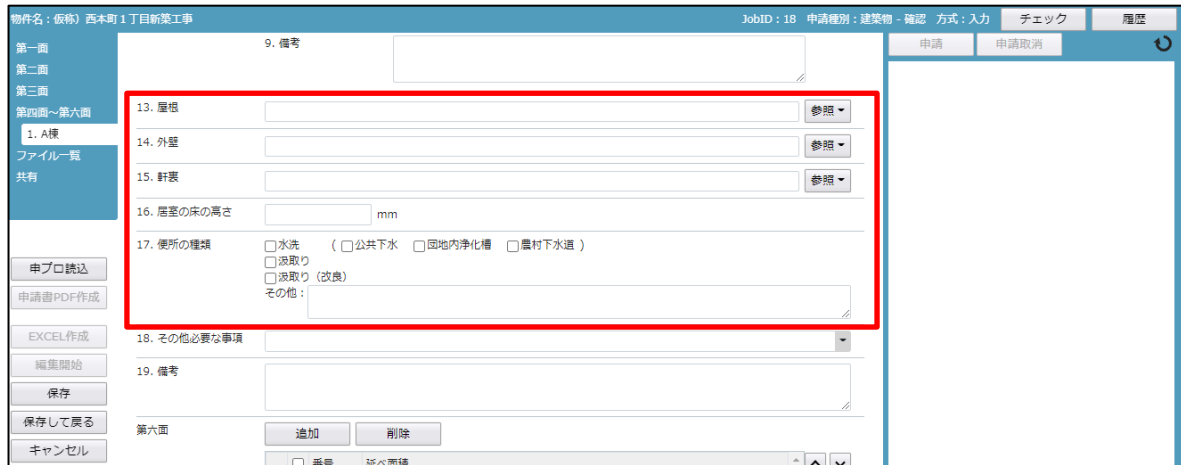 物件名：仮称）西本町１丁目新築工事
JobID：18 申請種別：建築物 - 確認 方式：入力 チェック 履歴
第一面
第二面
第三面
第四面～第六面
1. A棟
ファイル一覧
共有
申プロ読込
申請書PDF作成
EXCEL作成
編集開始
保存
保存して戻る
キャンセル
9. 備考
13. 屋根 参照
14. 外壁 参照
15. 軒裏 参照
16. 居室の床の高さ mm
17. 便所の種類 水洗 （ 公共下水 団地内浄化槽 農村下水道 ）
汲取り
汲取り（改良）
その他：
18. その他必要な事項
19. 備考
第六面 追加 削除
番号 延べ面積
申請 申請取消